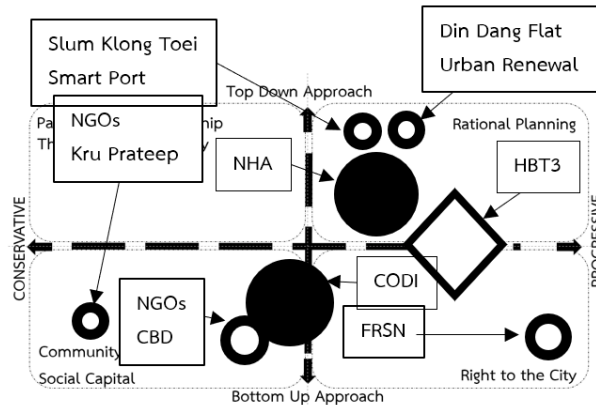 Slum Klong Toei
Smart Port
Din Dang Flat
Urban Renewal
Top Down Approach
NGOs
Kru Prateep
Rational Planning
NHA
HBT3
CONSERVATIVE
PROGRESSIVE
NGOs
CBD
CODI
FRSN
Community
Social Capital
Right to the City
Bottom Up Approach